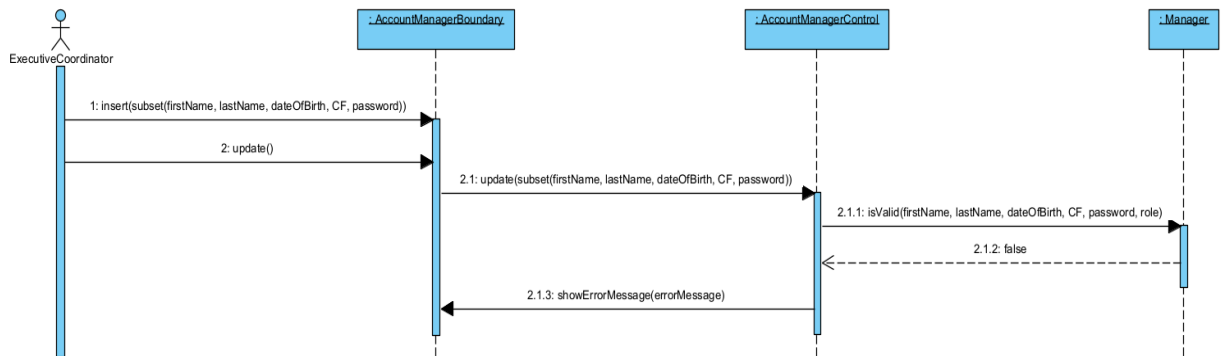 : AccountManagerBoundary
: AccountManagerControl
: Manager
ExecutiveCoordinator
1: insert(subset(firstName, lastName, dateOfBirth, CF, password))
2: update()
2.1: update(subset(firstName, lastName, dateOfBirth, CF, password))
2.1.1: isValid(firstName, lastName, dateOfBirth, CF, password, role)
2.1.2: false
2.1.3: showErrorMessage(errorMessage)